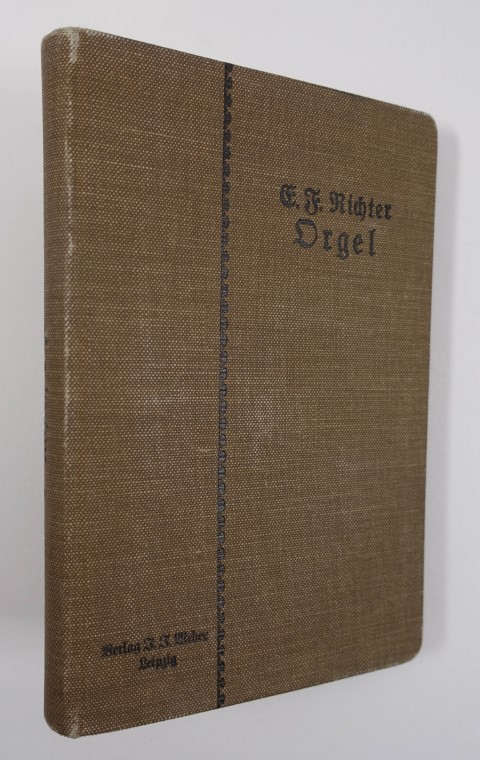 E. F. Richter
Orgel
Verlag J. J. Weber
Leipzig